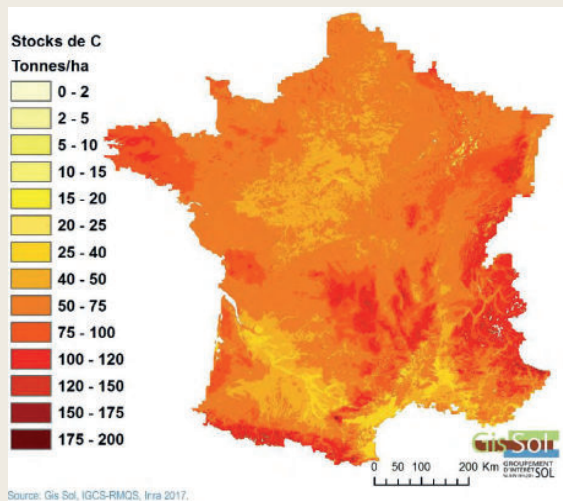 Stocks de C
Tonnes/ha
0 - 2
2 - 5
5 - 10
10 - 15
15 - 20
20 - 25
25 - 40
40 - 50
50 - 75
75 - 100
100 - 120
120 - 150
150 - 175
175 - 200
Gis Sol
GROUPEMENT
D'INTÉRÊT
SOL
0 50 100 200 Km
Source: Gis Sol, IGCS-RMQS, Inra 2017.